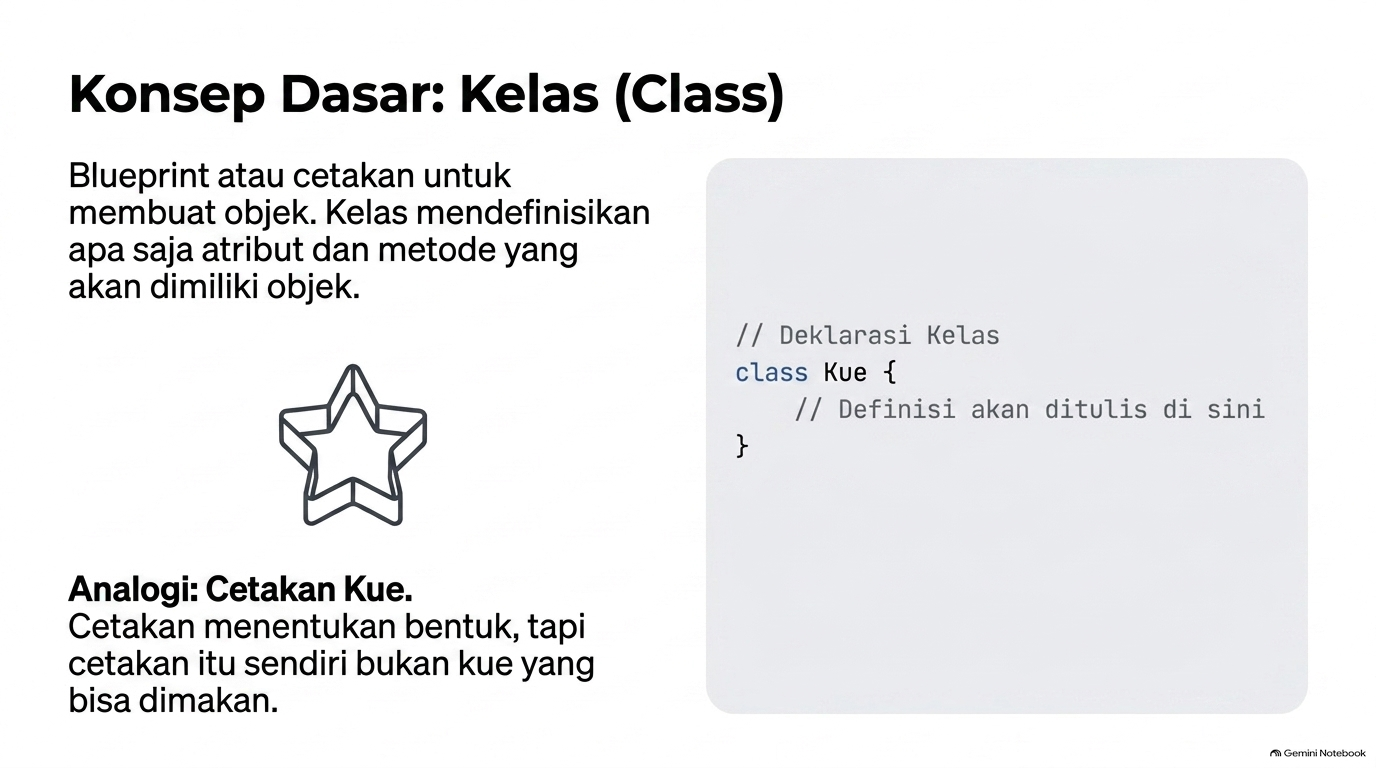 Konsep Dasar: Kelas (Class)
Blueprint atau cetakan untuk
membuat objek. Kelas mendefinisikan
apa saja atribut dan metode yang
akan dimiliki objek.
Analogi: Cetakan Kue.
Cetakan menentukan bentuk, tapi
cetakan itu sendiri bukan kue yang
bisa dimakan.
// Deklarasi Kelas
class Kue {
    // Definisi akan ditulis di sini
}
Gemini Notebook